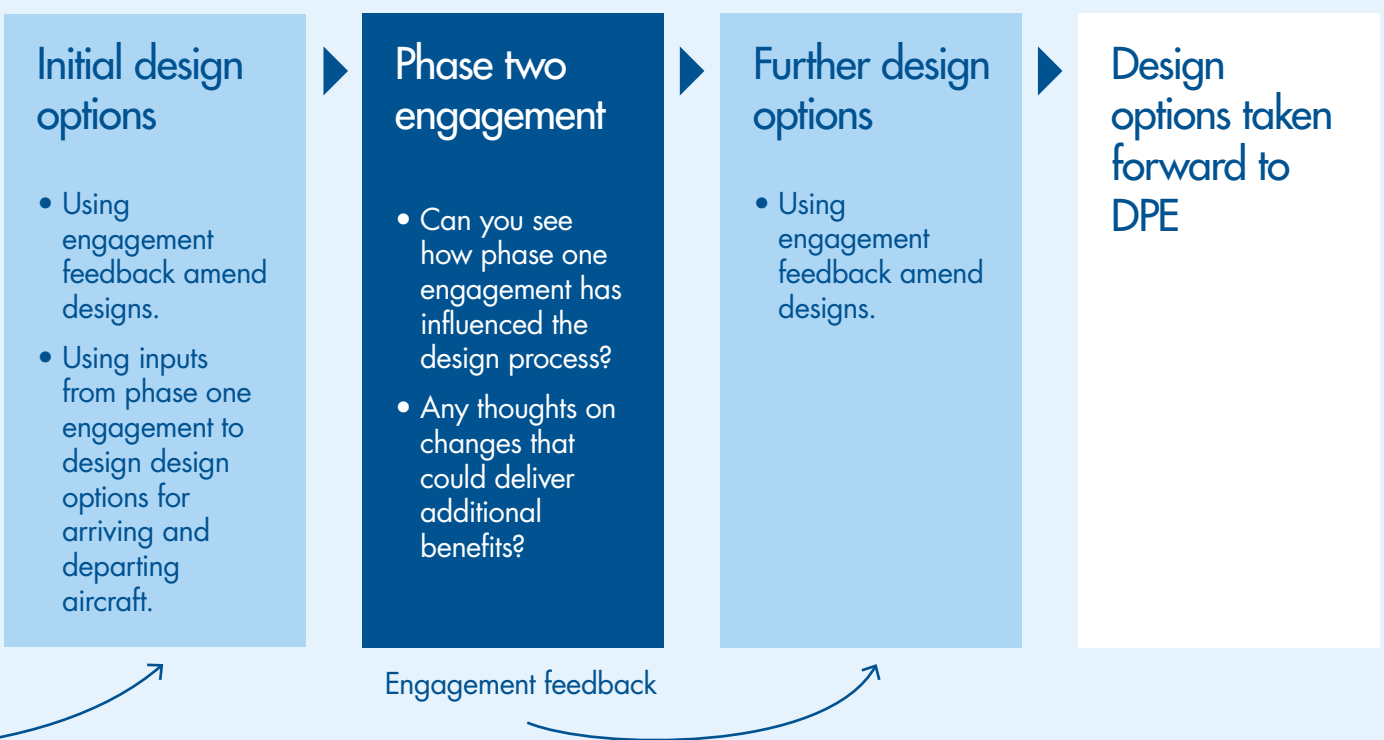 Initial design
options
• Using
engagement
feedback amend
designs.
• Using inputs
from phase one
engagement to
design design
options for
arriving and
departing
aircraft.
Phase two
engagement
• Can you see
how phase one
engagement has
influenced the
design process?
• Any thoughts on
changes that
could deliver
additional
benefits?
Engagement feedback
Further design
options
• Using
engagement
feedback amend
designs.
Design
options taken
forward to
DPE